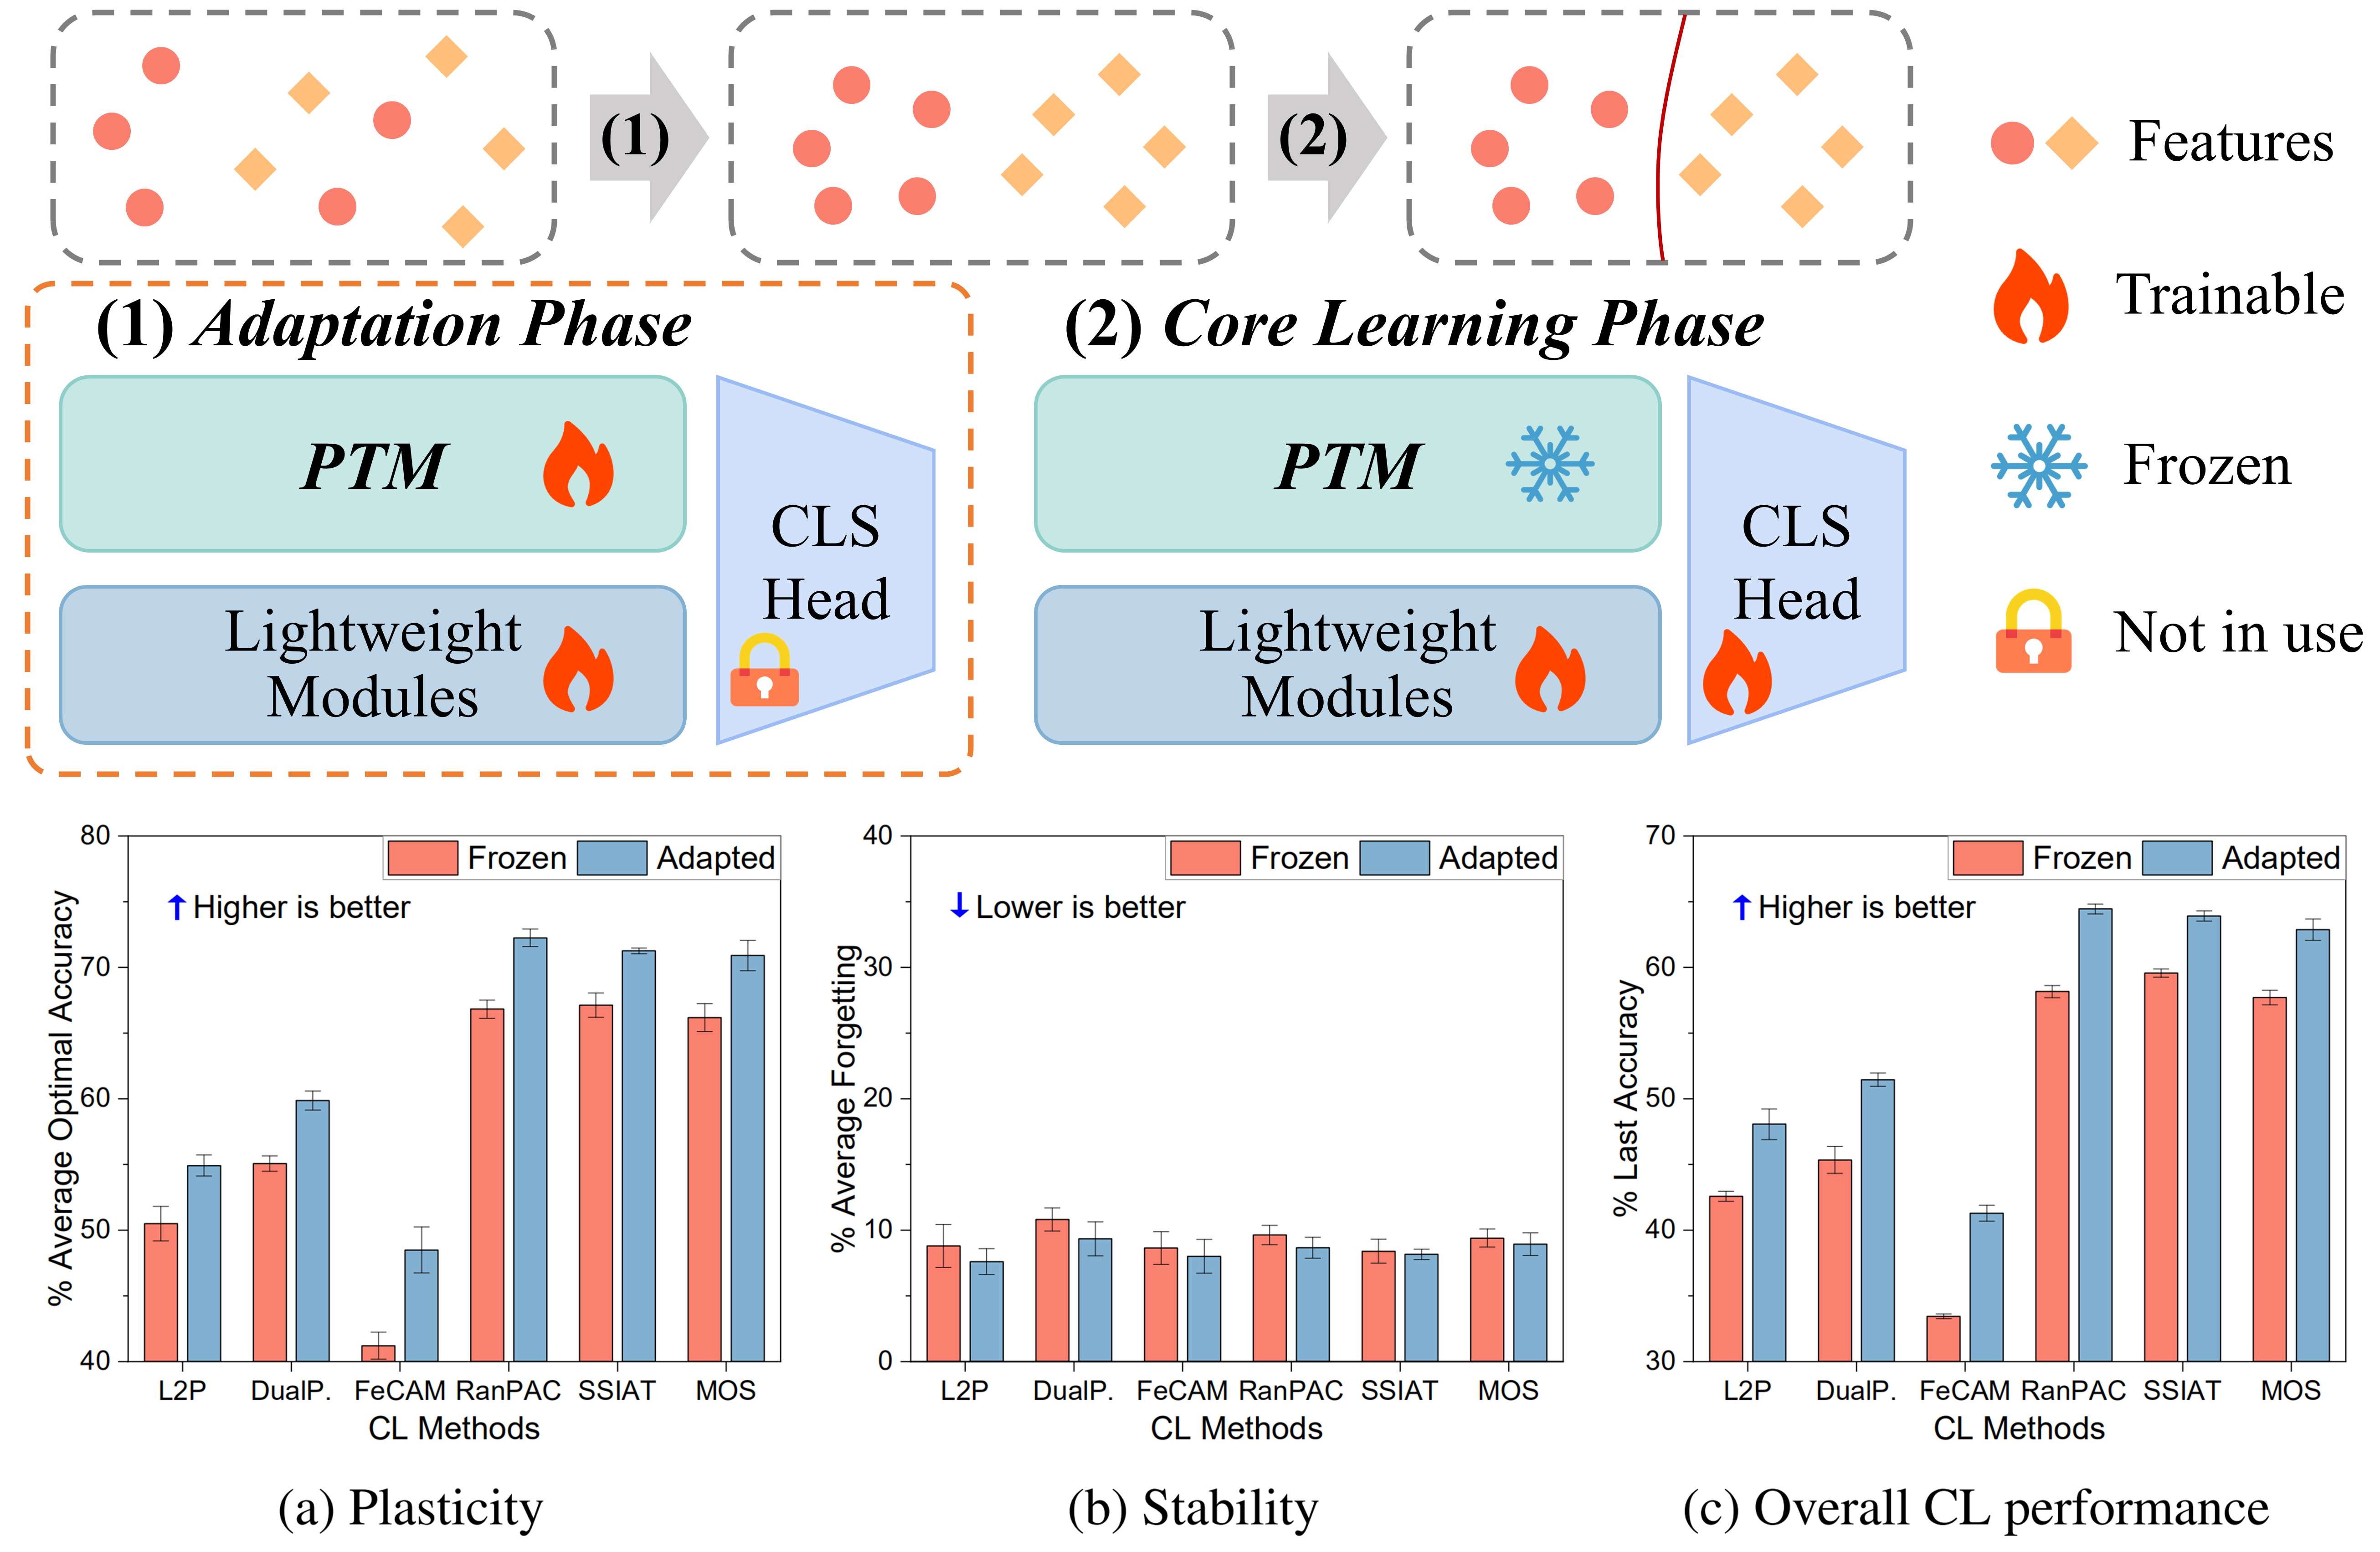 (1)
(2)
Features
Trainable
Frozen
Not in use
(1) Adaptation Phase
PTM
Lightweight
Modules
CLS
Head
(2) Core Learning Phase
PTM
Lightweight
Modules
CLS
Head
% Average Optimal Accuracy
80
70
60
50
40
Frozen
Adapted
Higher is better
L2P
DualP.
FeCAM
RanPAC
SSIAT
MOS
CL Methods
(a) Plasticity
% Average Forgetting
40
30
20
10
0
Frozen
Adapted
Lower is better
L2P
DualP.
FeCAM
RanPAC
SSIAT
MOS
CL Methods
(b) Stability
% Last Accuracy
70
60
50
40
30
Frozen
Adapted
Higher is better
L2P
DualP.
FeCAM
RanPAC
SSIAT
MOS
CL Methods
(c) Overall CL performance